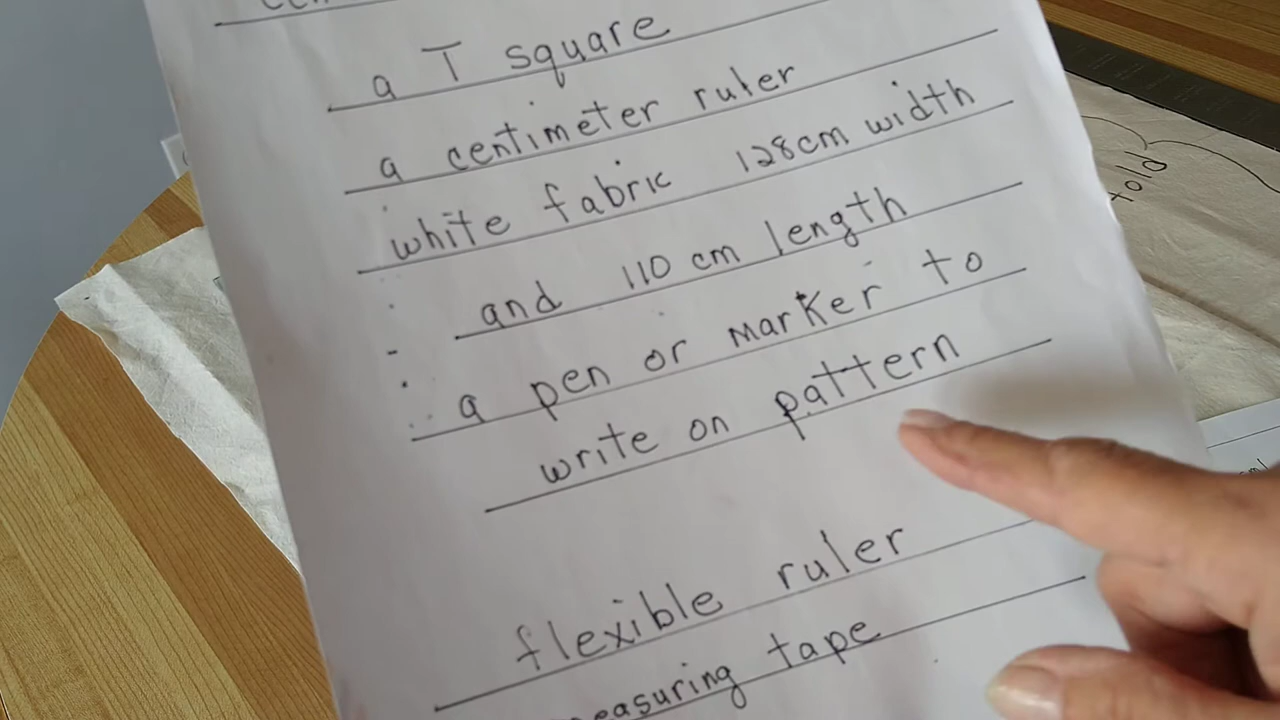 a T square
a centimeter ruler
white fabric 128cm width
and 110 cm length
a pen or marker to
write on pattern
flexible ruler
measuring tape
fold